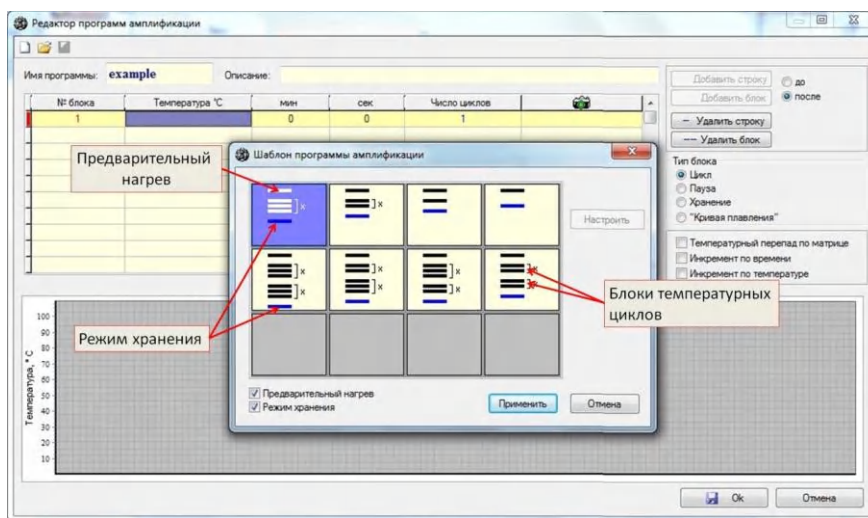 Редактор программ амплификации
Имя программы: example Описание:
№ блока Температура °С мин сек Число циклов
1 0 0 1
Добавить строку
Добавить блок
до
после
− Удалить строку
−− Удалить блок
Тип блока
Цикл
Пауза
Хранение
"Кривая плавления"
Температурный перепад по матрице
Инкремент по времени
Инкремент по температуре
Предварительный
нагрев
Шаблон программы амплификации
]x ]x
Настроить
]x ]x ]x ]x
]x ]x
Блоки температурных
циклов
Режим хранения
Предварительный нагрев
Режим хранения
Применить Отмена
Температура, °С
100
90
80
70
60
50
40
30
20
10
Ok Отмена